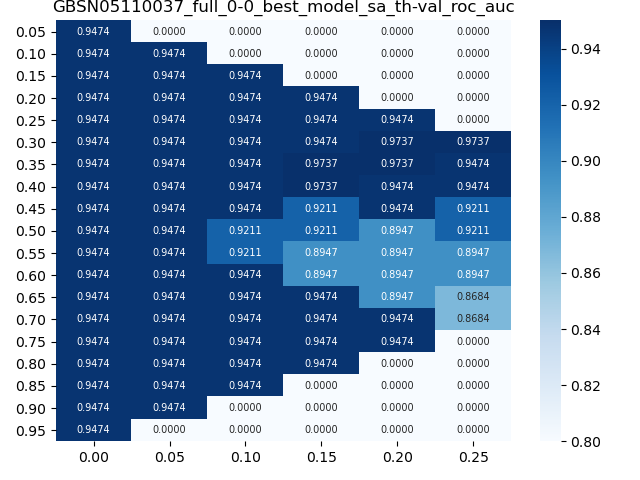 GBSN05110037_full_0-0_best_model_sa_th-val_roc_auc
0.05 0.9474 0.0000 0.0000 0.0000 0.0000 0.0000
0.10 0.9474 0.9474 0.0000 0.0000 0.0000 0.0000
0.15 0.9474 0.9474 0.9474 0.0000 0.0000 0.0000
0.20 0.9474 0.9474 0.9474 0.9474 0.0000 0.0000
0.25 0.9474 0.9474 0.9474 0.9474 0.9474 0.0000
0.30 0.9474 0.9474 0.9474 0.9474 0.9737 0.9737
0.35 0.9474 0.9474 0.9474 0.9737 0.9737 0.9474
0.40 0.9474 0.9474 0.9474 0.9737 0.9474 0.9474
0.45 0.9474 0.9474 0.9474 0.9211 0.9474 0.9211
0.50 0.9474 0.9474 0.9211 0.9211 0.8947 0.9211
0.55 0.9474 0.9474 0.9211 0.8947 0.8947 0.8947
0.60 0.9474 0.9474 0.9474 0.8947 0.8947 0.8947
0.65 0.9474 0.9474 0.9474 0.9474 0.8947 0.8684
0.70 0.9474 0.9474 0.9474 0.9474 0.9474 0.8684
0.75 0.9474 0.9474 0.9474 0.9474 0.9474 0.0000
0.80 0.9474 0.9474 0.9474 0.9474 0.0000 0.0000
0.85 0.9474 0.9474 0.9474 0.0000 0.0000 0.0000
0.90 0.9474 0.9474 0.0000 0.0000 0.0000 0.0000
0.95 0.9474 0.0000 0.0000 0.0000 0.0000 0.0000
0.00 0.05 0.10 0.15 0.20 0.25
0.94
0.92
0.90
0.88
0.86
0.84
0.82
0.80